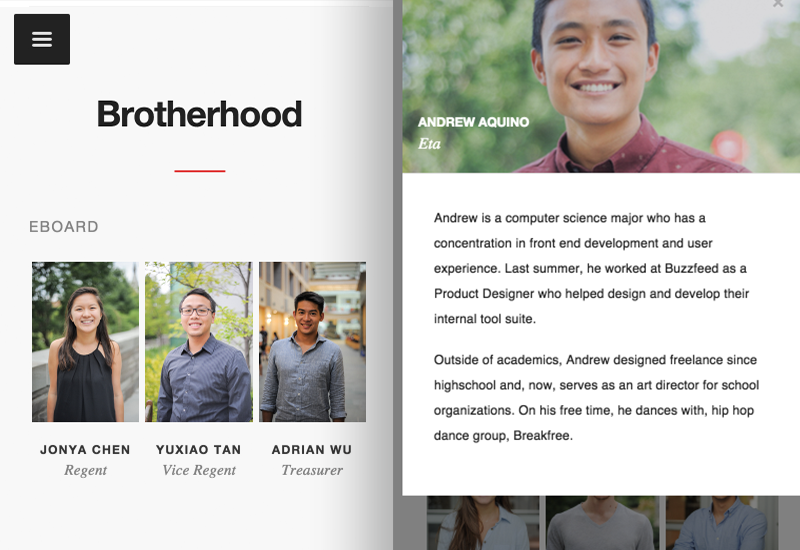 Brotherhood
EBOARD
JONYA CHEN
Regent
YUXIAO TAN
Vice Regent
ADRIAN WU
Treasurer
ANDREW AQUINO
Eta
Andrew is a computer science major who has a
concentration in front end development and user
experience. Last summer, he worked at Buzzfeed as a
Product Designer who helped design and develop their
internal tool suite.
Outside of academics, Andrew designed freelance since
highschool and, now, serves as an art director for school
organizations. On his free time, he dances with, hip hop
dance group, Breakfree.